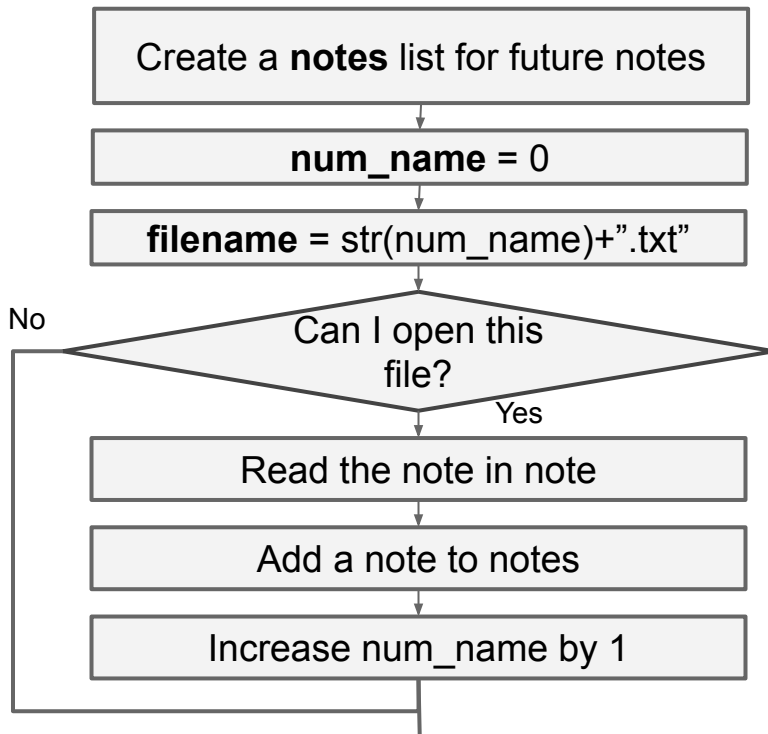 Create a notes list for future notes
num_name = 0
filename = str(num_name)+”.txt”
No
Can I open this
file?
Yes
Read the note in note
Add a note to notes
Increase num_name by 1